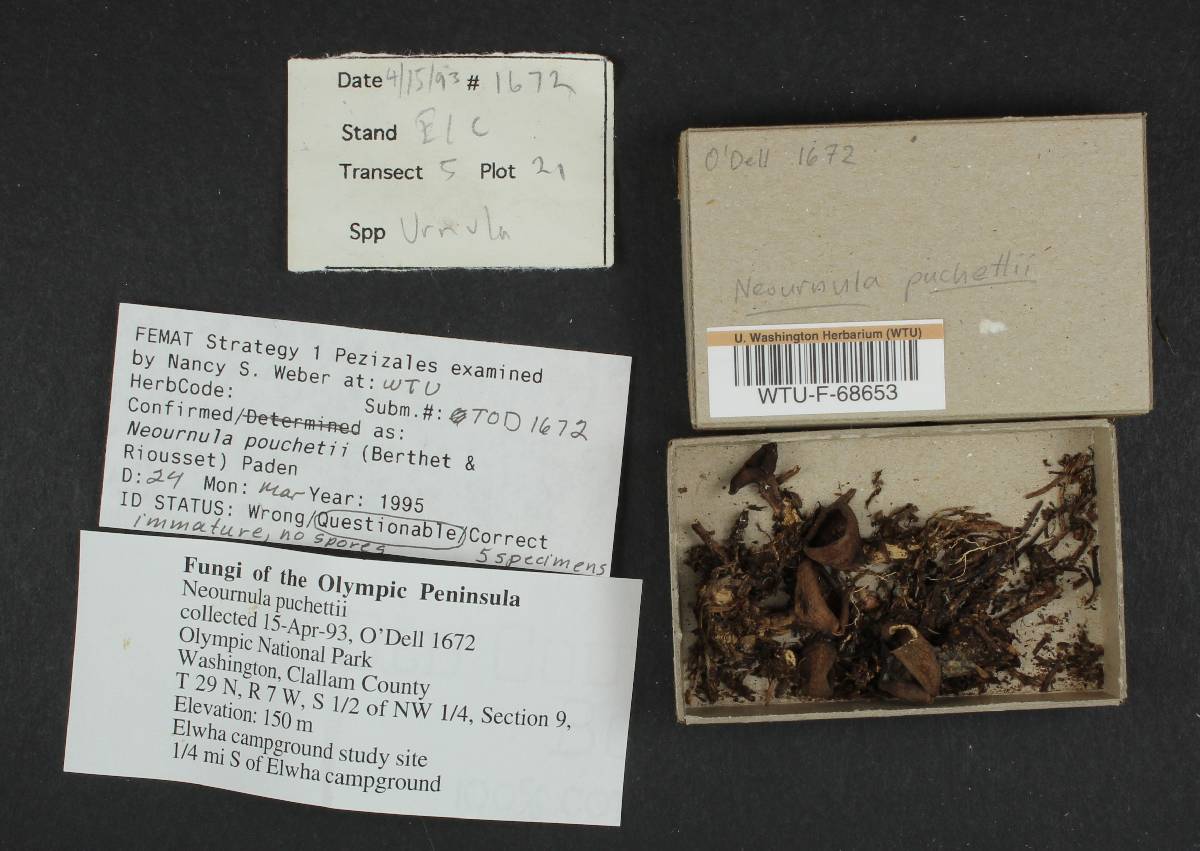 Date 4/15/93 # 1672
Stand ElC
Transect 5 Plot 21
Spp Urnula
O'Dell 1672
Neournula puchettii
U. Washington Herbarium (WTU)
WTU-F-68653
FEMAT Strategy 1 Pezizales examined
by Nancy S. Weber at: WTU
HerbCode:
Subm.#: TOD 1672
Confirmed/Determined as:
Neournula pouchetii (Berthet &
Riousset) Paden
D: 24 Mon: Mar Year: 1995
ID STATUS: Wrong/Questionable/Correct
immature, no spores 5 specimens
Fungi of the Olympic Peninsula
Neournula puchettii
collected 15-Apr-93, O'Dell 1672
Olympic National Park
Washington, Clallam County
T 29 N, R 7 W, S 1/2 of NW 1/4, Section 9,
Elevation: 150 m
Elwha campground study site
1/4 mi S of Elwha campground